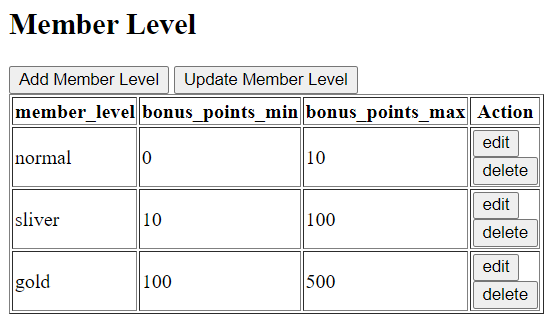 Member Level
Add Member Level Update Member Level
member_level bonus_points_min bonus_points_max Action
normal 0 10 edit
delete
sliver 10 100 edit
delete
gold 100 500 edit
delete